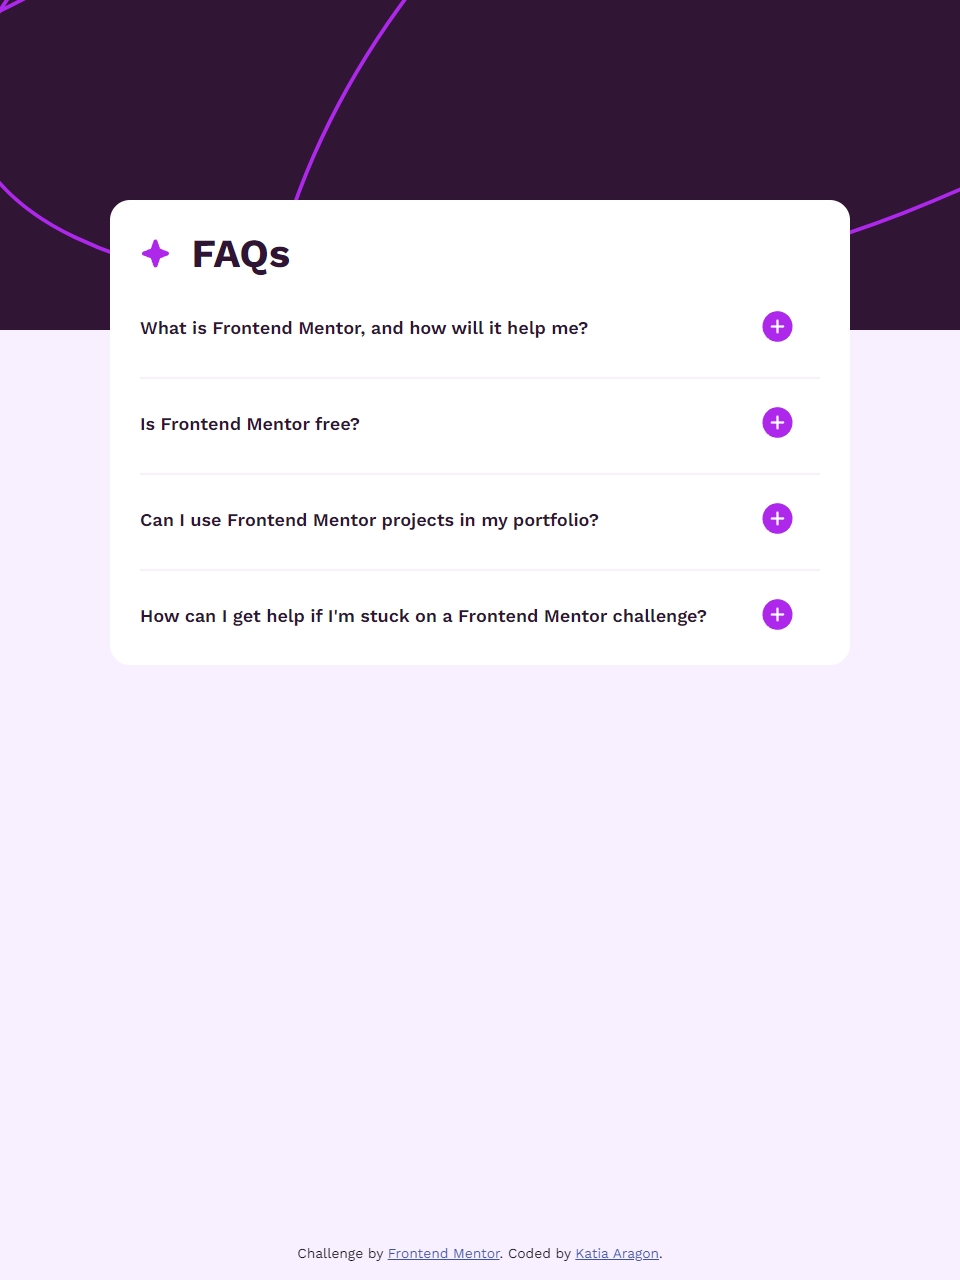 FAQs
What is Frontend Mentor, and how will it help me?
Is Frontend Mentor free?
Can I use Frontend Mentor projects in my portfolio?
How can I get help if I'm stuck on a Frontend Mentor challenge?
Challenge by Frontend Mentor. Coded by Katia Aragon.